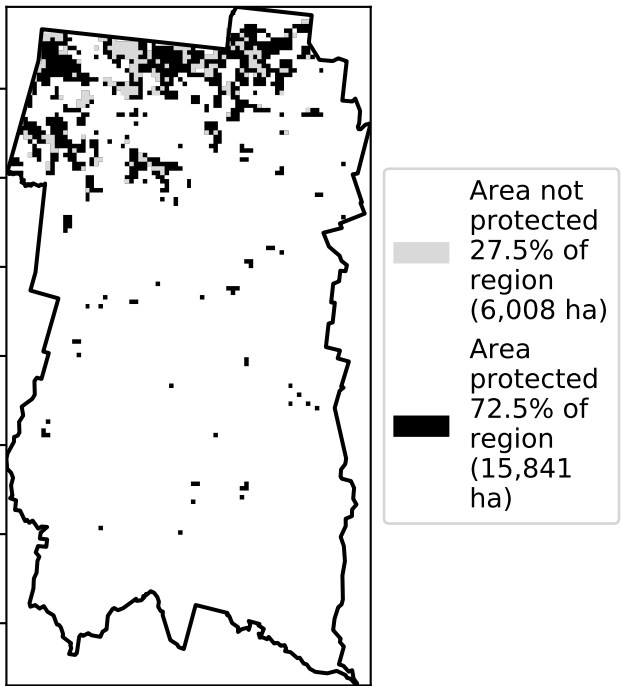 Area not
protected
27.5% of
region
(6,008 ha)
Area
protected
72.5% of
region
(15,841
ha)